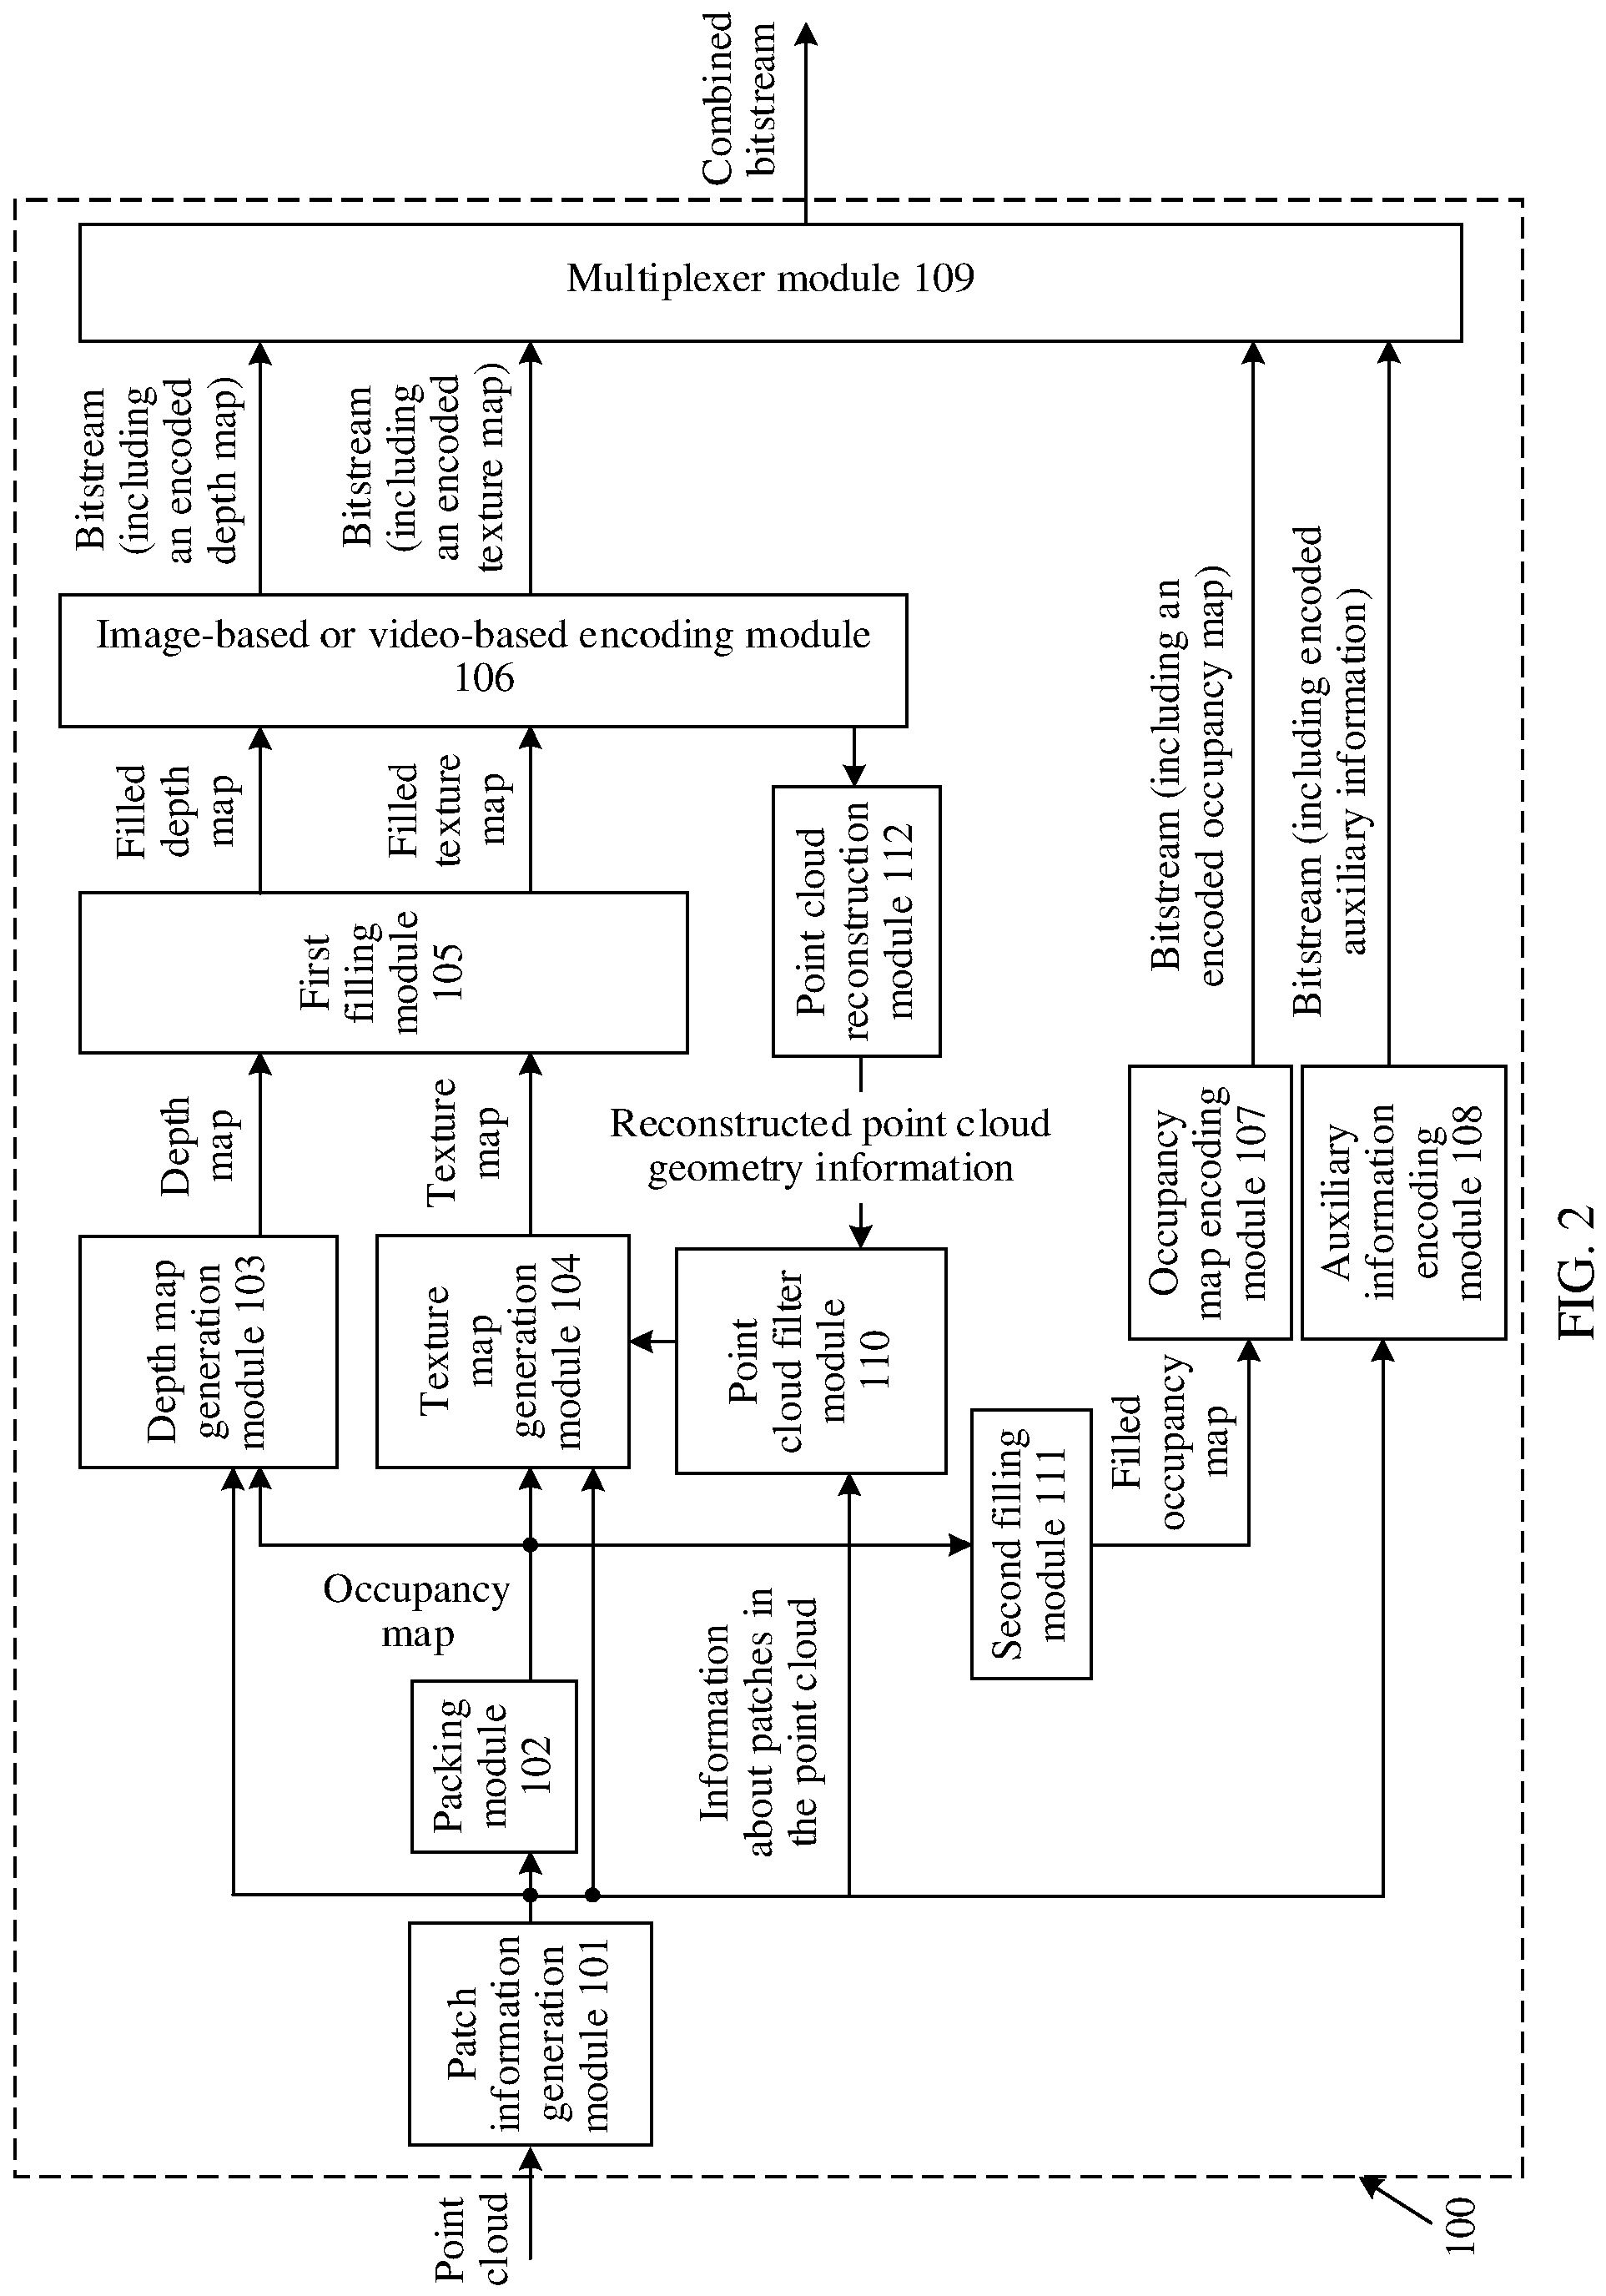 Point
cloud
100
Patch
information
generation
module 101
Packing
module
102
Occupancy
map
Information
about patches in
the point cloud
Depth map
generation
module 103
Texture
map
generation
module 104
Point
cloud filter
module
110
Second filling
module 111
Filled
occupancy
map
Depth
map
Texture
map
Reconstructed point cloud
geometry information
Occupancy
map encoding
module 107
Auxiliary
information
encoding
module 108
First
filling
module
105
Point cloud
reconstruction
module 112
Filled
depth
map
Filled
texture
map
Image-based or video-based encoding module
106
Bitstream
(including
an encoded
depth map)
Bitstream
(including
an encoded
texture map)
Bitstream (including an
encoded occupancy map)
Bitstream (including encoded
auxiliary information)
Multiplexer module 109
Combined
bitstream
FIG. 2